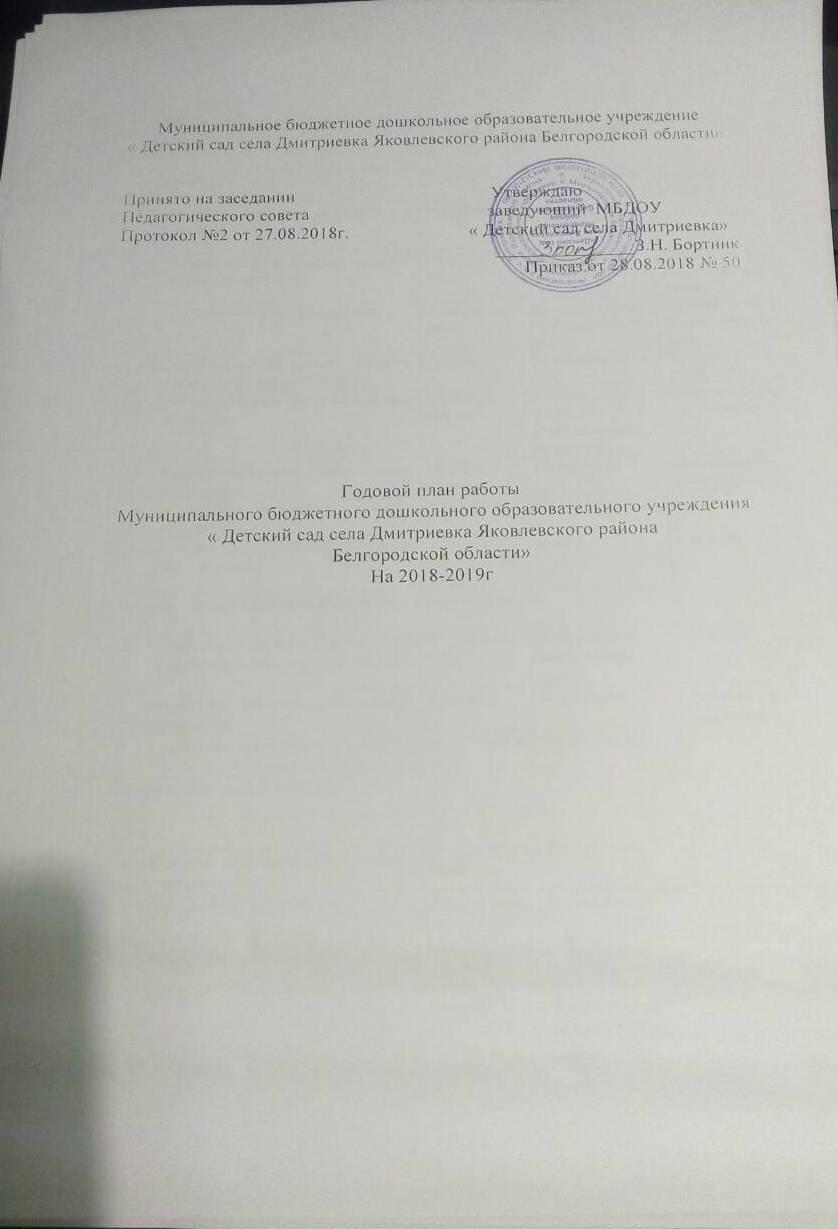 Муниципальное бюджетное дошкольное образовательное учреждение
« Детский сад села Дмитриевка Яковлевского района Белгородской области»
Принято на заседании
Педагогического совета
Протокол №2 от 27.08.2018г.
Утверждаю
заведующий МБДОУ
« Детский сад села Дмитриевка»
З.Н. Бортник
Приказ от 28.08.2018 № 50
Годовой план работы
Муниципального бюджетного дошкольного образовательного учреждения
« Детский сад села Дмитриевка Яковлевского района
Белгородской области»
На 2018-2019г